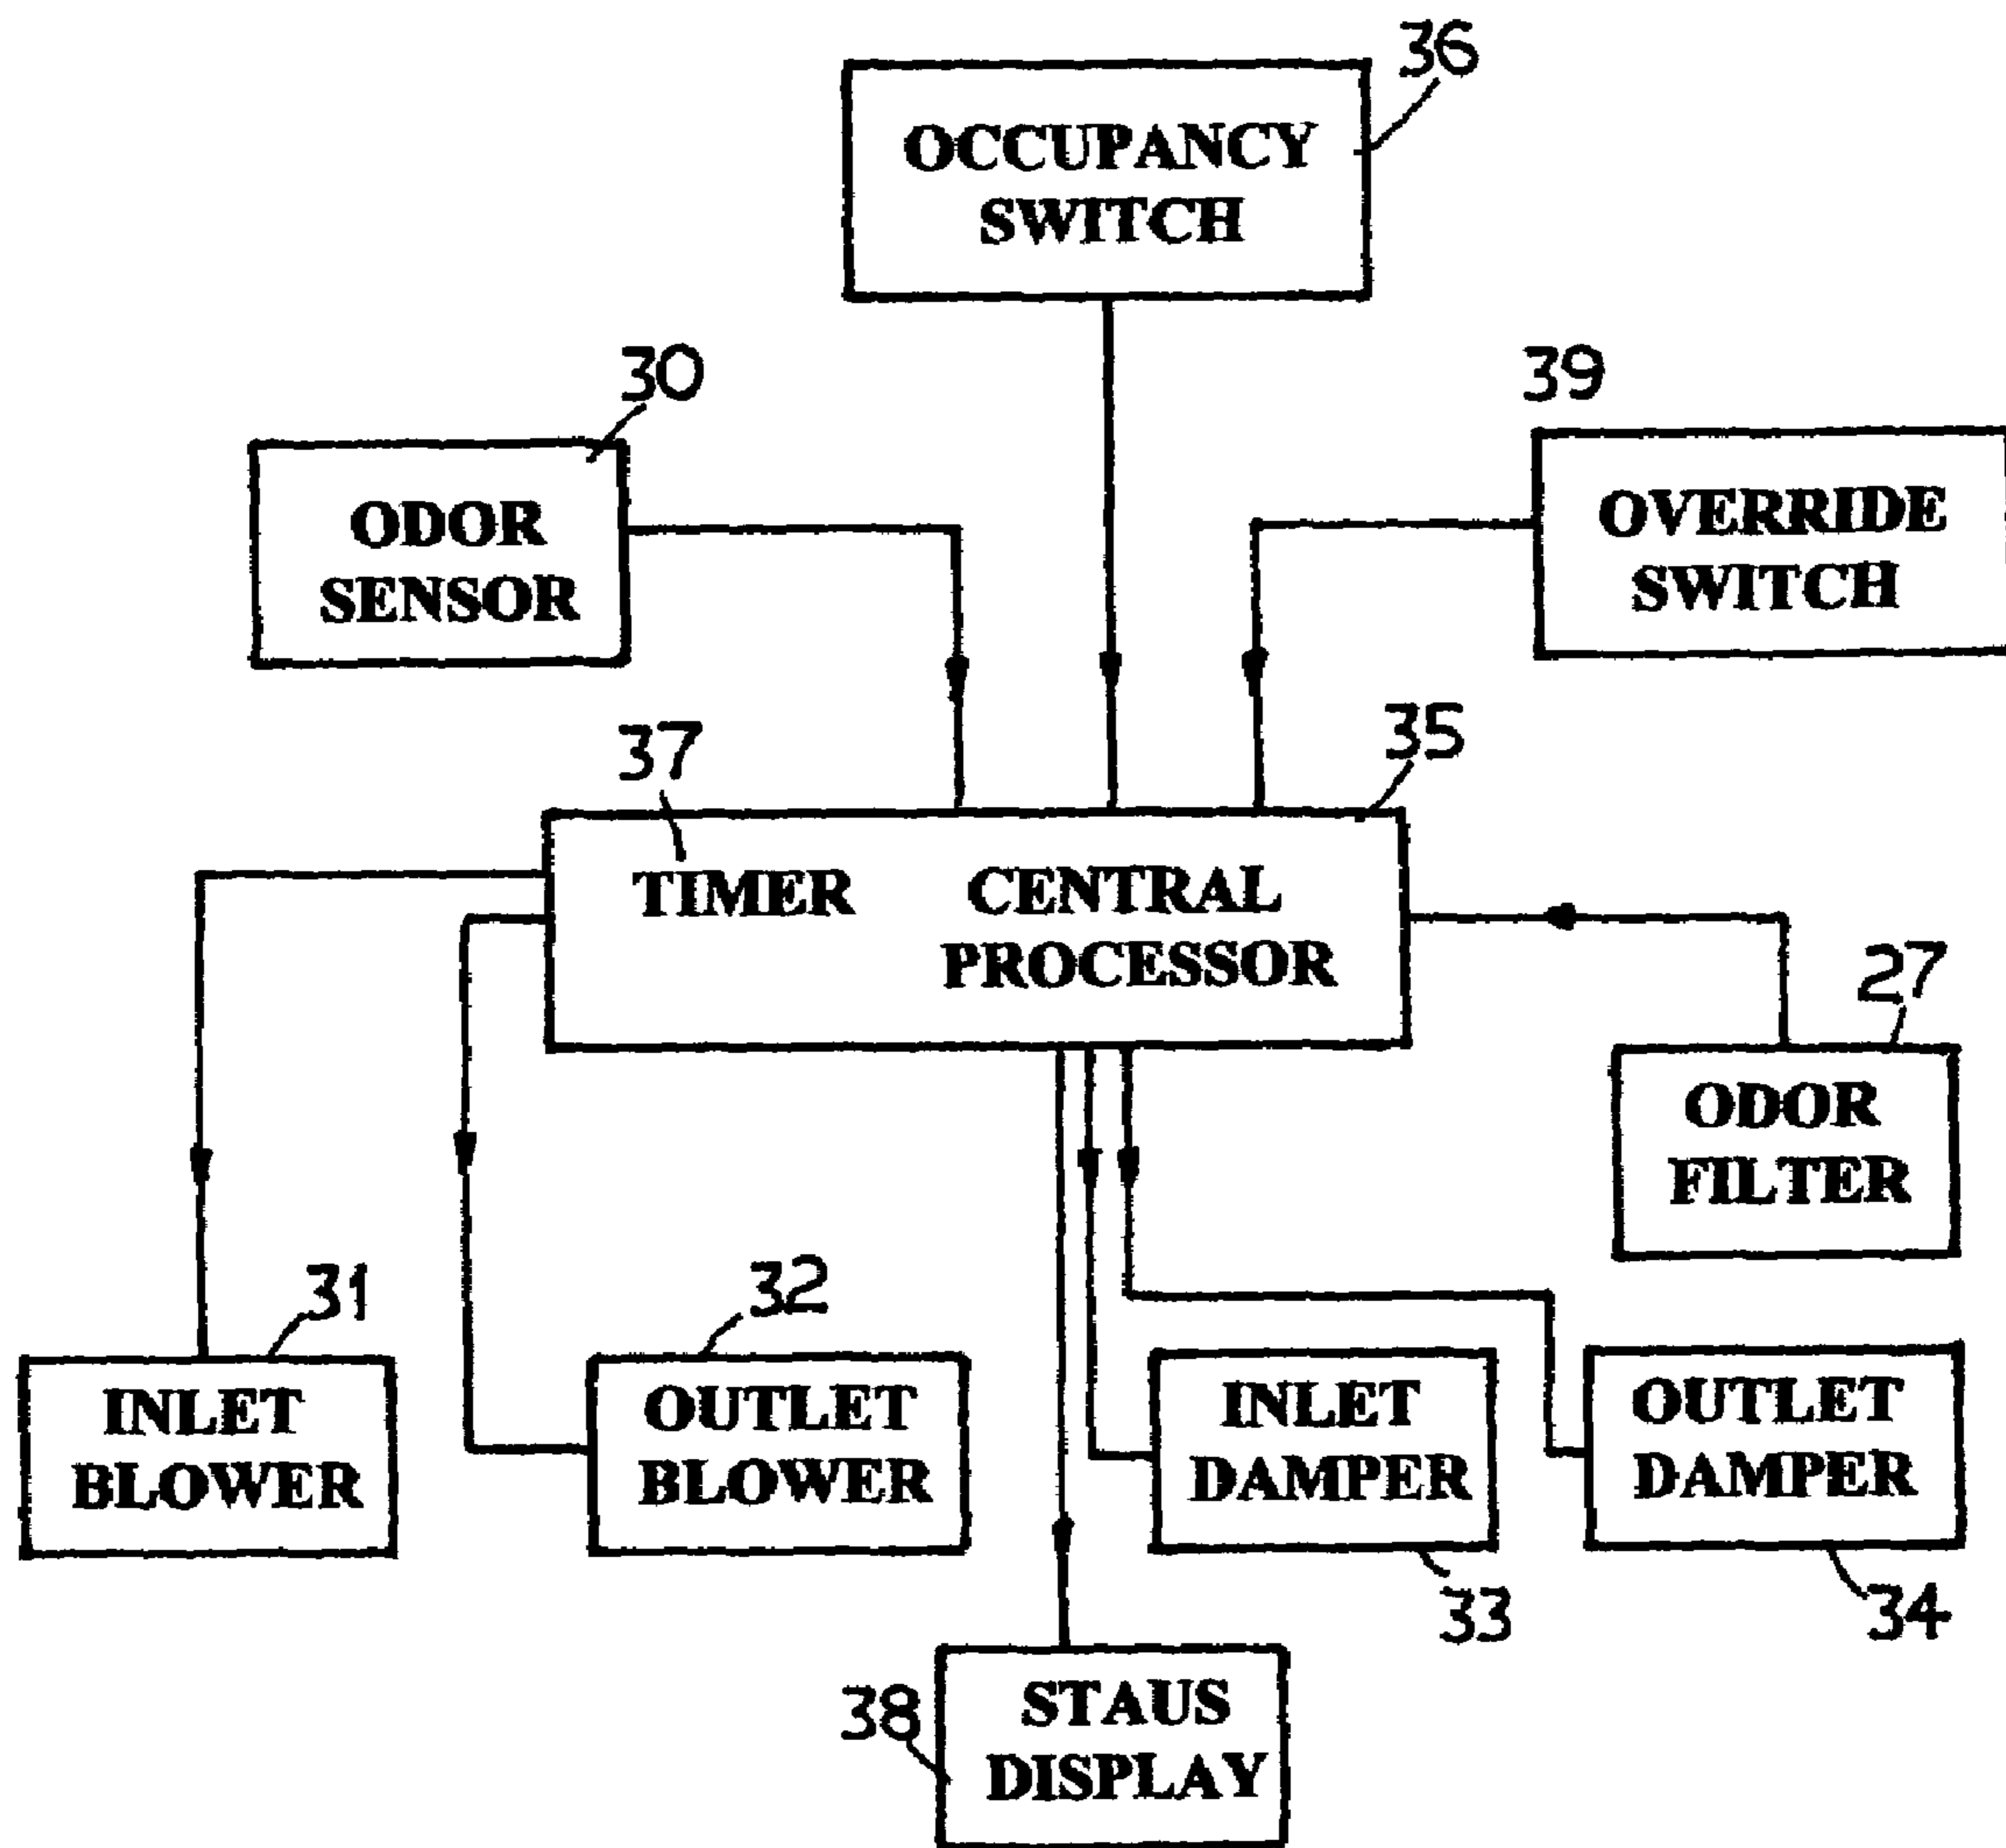 36
OCCUPANCY
SWITCH
30
39
ODOR
SENSOR
OVERRIDE
SWITCH
37
35
TIMER CENTRAL
PROCESSOR
27
ODOR
FILTER
31
32
INLET
BLOWER
OUTLET
BLOWER
INLET
DAMPER
OUTLET
DAMPER
33
34
38
STAUS
DISPLAY